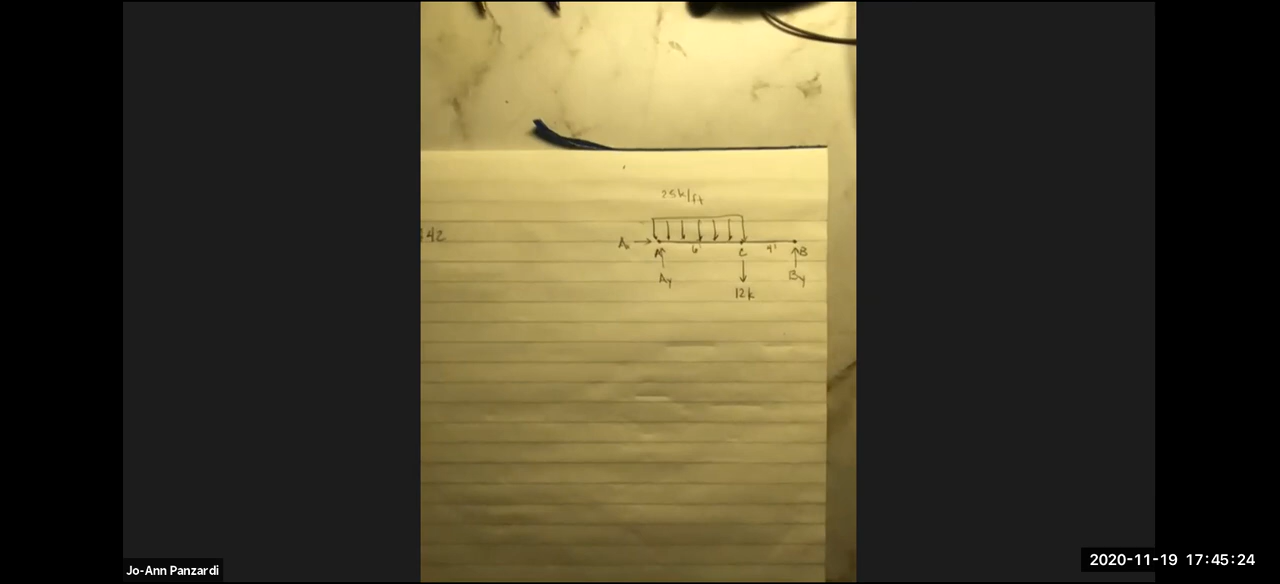 25k/ft
42
Ax
A
6'
C
4'
B
Ay
By
12k
Jo-Ann Panzardi
2020-11-19 17:45:24